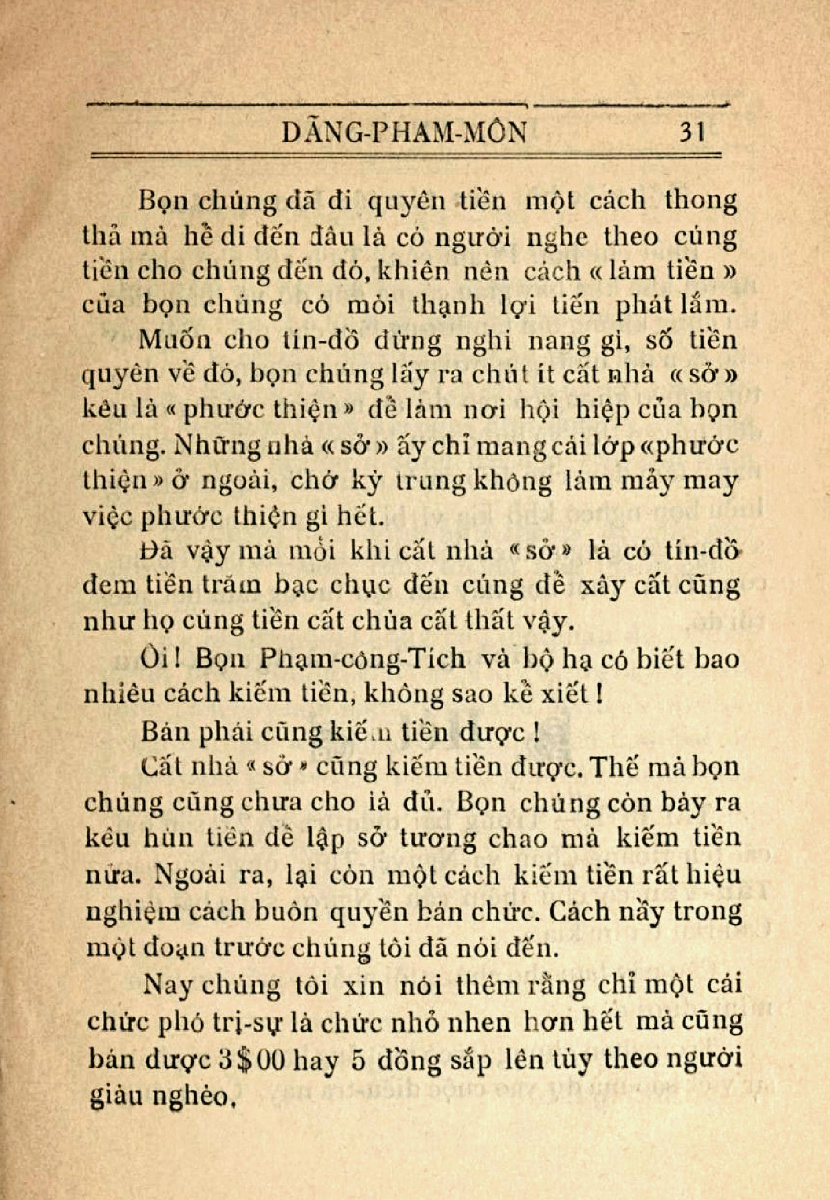 DÃNG-PHAM-MÔN 31
Bọn chúng đã đi quyên tiền một cách thong
thả mà hề di đến đâu là có người nghe theo cúng
tiền cho chúng đến đó, khiến nên cách « làm tiền »
của bọn chúng có mòi thạnh lợi tiến phát lắm.
Muốn cho tín-đồ đừng nghi nang gì, số tiền
quyên về đó, bọn chúng lấy ra chút ít cất nhà « sở »
kêu là « phước thiện » để làm nơi hội hiệp của bọn
chúng. Những nhà « sở » ấy chỉ mang cái lớp «phước
thiện » ở ngoài, chớ kỳ trung không làm mảy may
việc phước thiện gì hết.
Đã vậy mà mỗi khi cất nhà « sở » là có tín-đồ
đem tiền trăm bạc chục đến cúng để xây cất cũng
như họ cúng tiền cất chùa cất thất vậy.
Ôi ! Bọn Phạm-công-Tích và bộ hạ có biết bao
nhiêu cách kiếm tiền, không sao kể xiết !
Bán phái cũng kiếm tiền được !
Cất nhà « sở » cũng kiếm tiền được. Thế mà bọn
chúng cũng chưa cho là đủ. Bọn chúng còn bày ra
kêu hùn tiền để lập sở tương chao mà kiếm tiền
nữa. Ngoài ra, lại còn một cách kiếm tiền rất hiệu
nghiệm cách buôn quyền bán chức. Cách nầy trong
một đoạn trước chúng tôi đã nói đến.
Nay chúng tôi xin nói thêm rằng chỉ một cái
chức phó trị-sự là chức nhỏ nhen hơn hết mà cũng
bán dược 3$00 hay 5 đồng sắp lên tùy theo người
giàu nghèo.